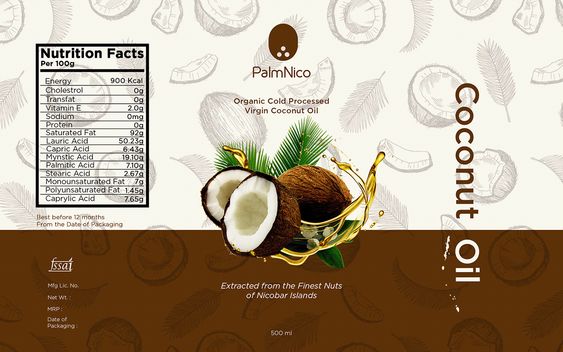 Nutrition Facts
Per 100g
Energy 900 Kcal
Cholestrol 0g
Transfat 0g
Vitamin E 2.0g
Sodium 0mg
Protein 0g
Saturated Fat 92g
Lauric Acid 50.23g
Capric Acid 6.43g
Mynstic Acid 19.10g
Palmitic Acid 7.10g
Stearic Acid 2.67g
Monounsaturated Fat .7g
Polyunsaturated Fat 1.45g
Caprylic Acid 7.65g
Best before 12 months
From the Date of Packaging
fssai
Mfg Lic. No.
Net Wt. :
MRP :
Date of
Packaging :
PalmNico
Organic Cold Processed
Virgin Coconut Oil
Extracted from the Finest Nuts
of Nicobar Islands
500 ml
Coconut Oil